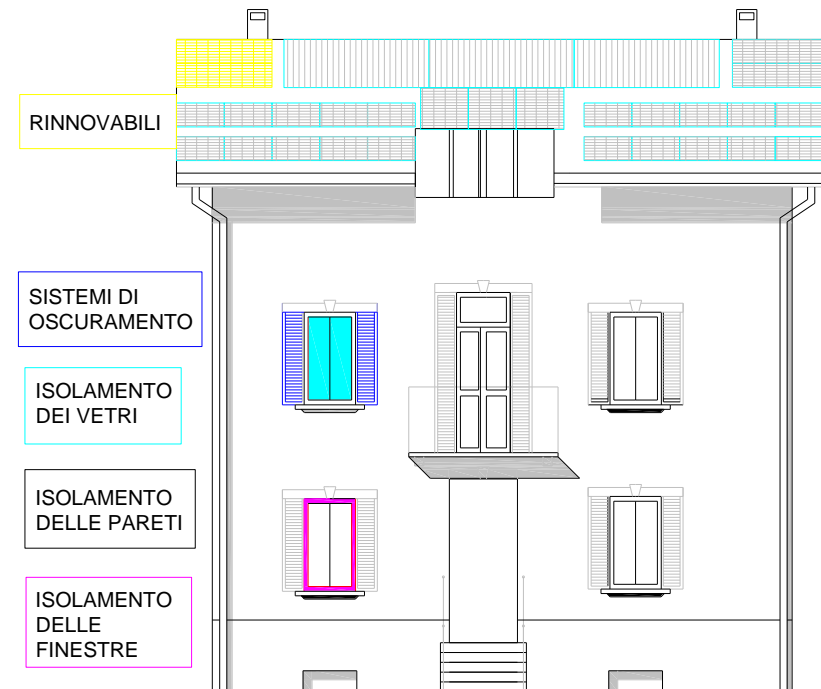 RINNOVABILI
SISTEMI DI
OSCURAMENTO
ISOLAMENTO
DEI VETRI
ISOLAMENTO
DELLE PARETI
ISOLAMENTO
DELLE
FINESTRE